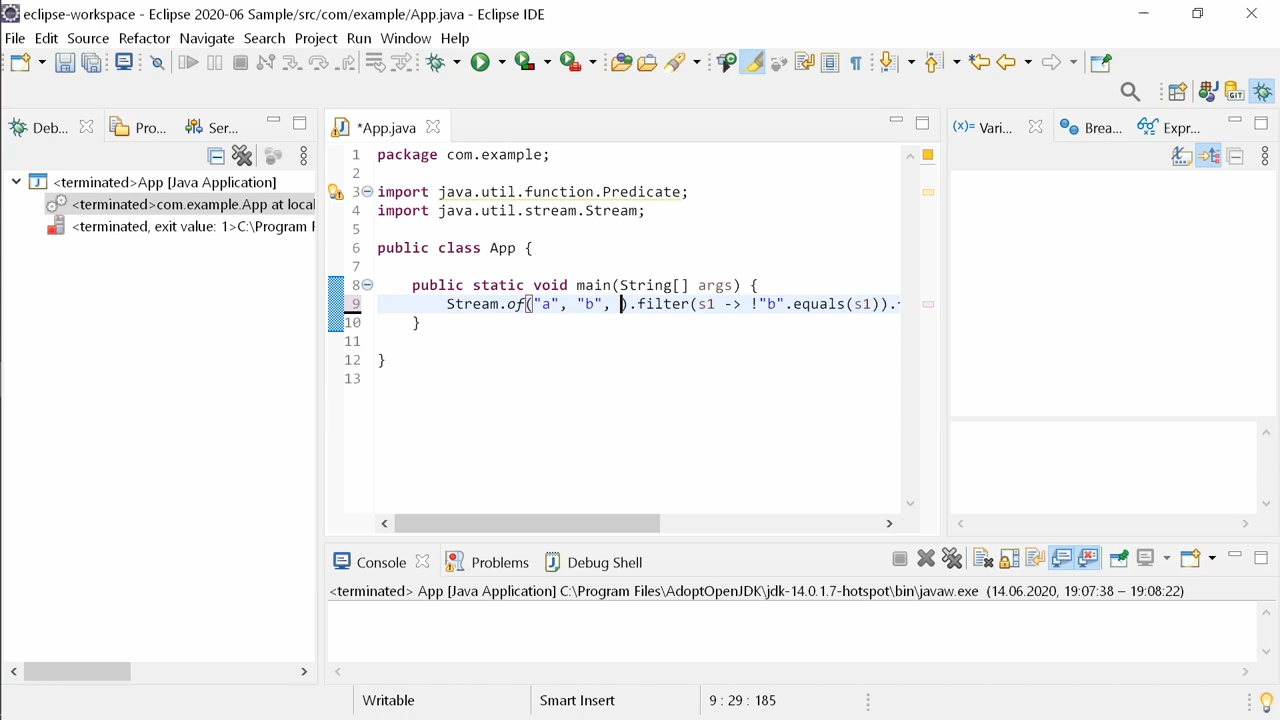 eclipse-workspace - Eclipse 2020-06 Sample/src/com/example/App.java - Eclipse IDE
File Edit Source Refactor Navigate Search Project Run Window Help
Deb... Pro... Ser...
*App.java
(x)= Vari... Brea... Expr...
<terminated>App [Java Application]
<terminated>com.example.App at local
<terminated, exit value: 1>C:\Program F
1 package com.example;
2
3 import java.util.function.Predicate;
4 import java.util.stream.Stream;
5
6 public class App {
7
8 public static void main(String[] args) {
9 Stream.of("a", "b", ).filter(s1 -> !"b".equals(s1)).
10 }
11
12 }
13
Console Problems Debug Shell
<terminated> App [Java Application] C:\Program Files\AdoptOpenJDK\jdk-14.0.1.7-hotspot\bin\javaw.exe (14.06.2020, 19:07:38 – 19:08:22)
Writable Smart Insert 9 : 29 : 185